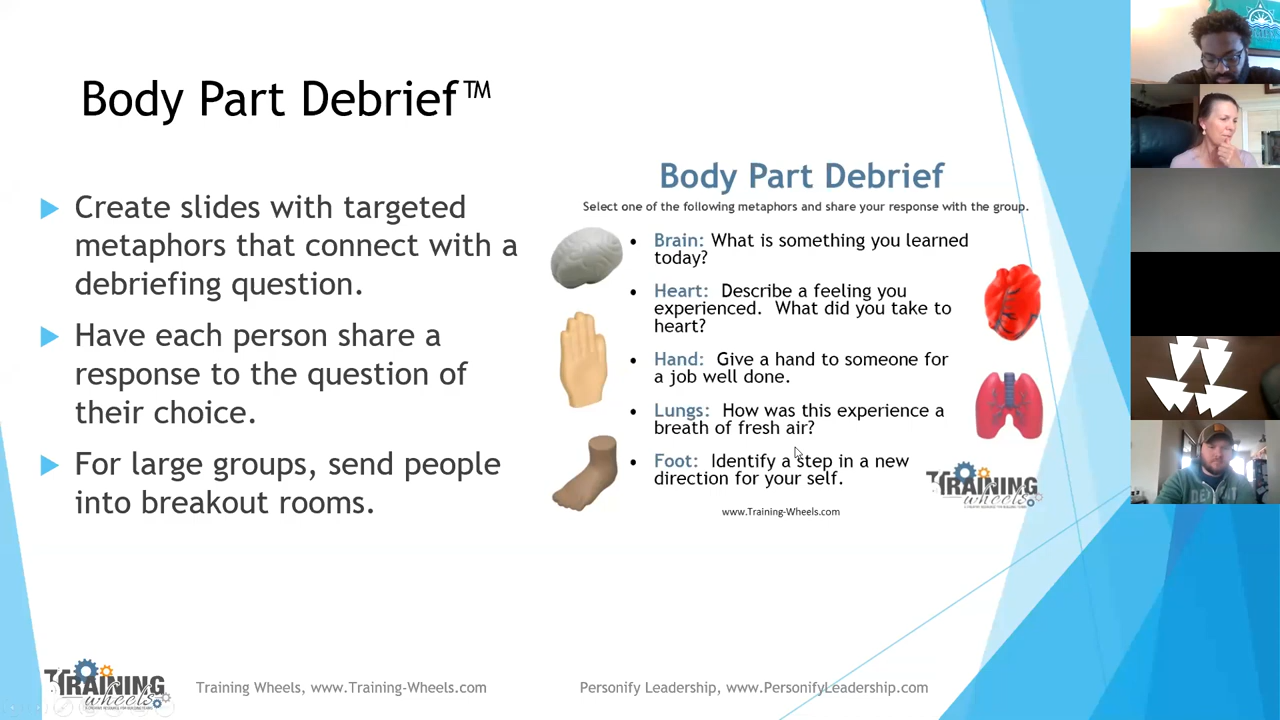 Body Part Debrief™
Create slides with targeted
metaphors that connect with a
debriefing question.
Have each person share a
response to the question of
their choice.
For large groups, send people
into breakout rooms.
Body Part Debrief
Select one of the following metaphors and share your response with the group.
• Brain: What is something you learned
today?
• Heart: Describe a feeling you
experienced. What did you take to
heart?
• Hand: Give a hand to someone for
a job well done.
• Lungs: How was this experience a
breath of fresh air?
• Foot: Identify a step in a new
direction for your self.
TRAINING
wheels
www.Training-Wheels.com
TRAINING
wheels
Training Wheels, www.Training-Wheels.com
Personify Leadership, www.PersonifyLeadership.com